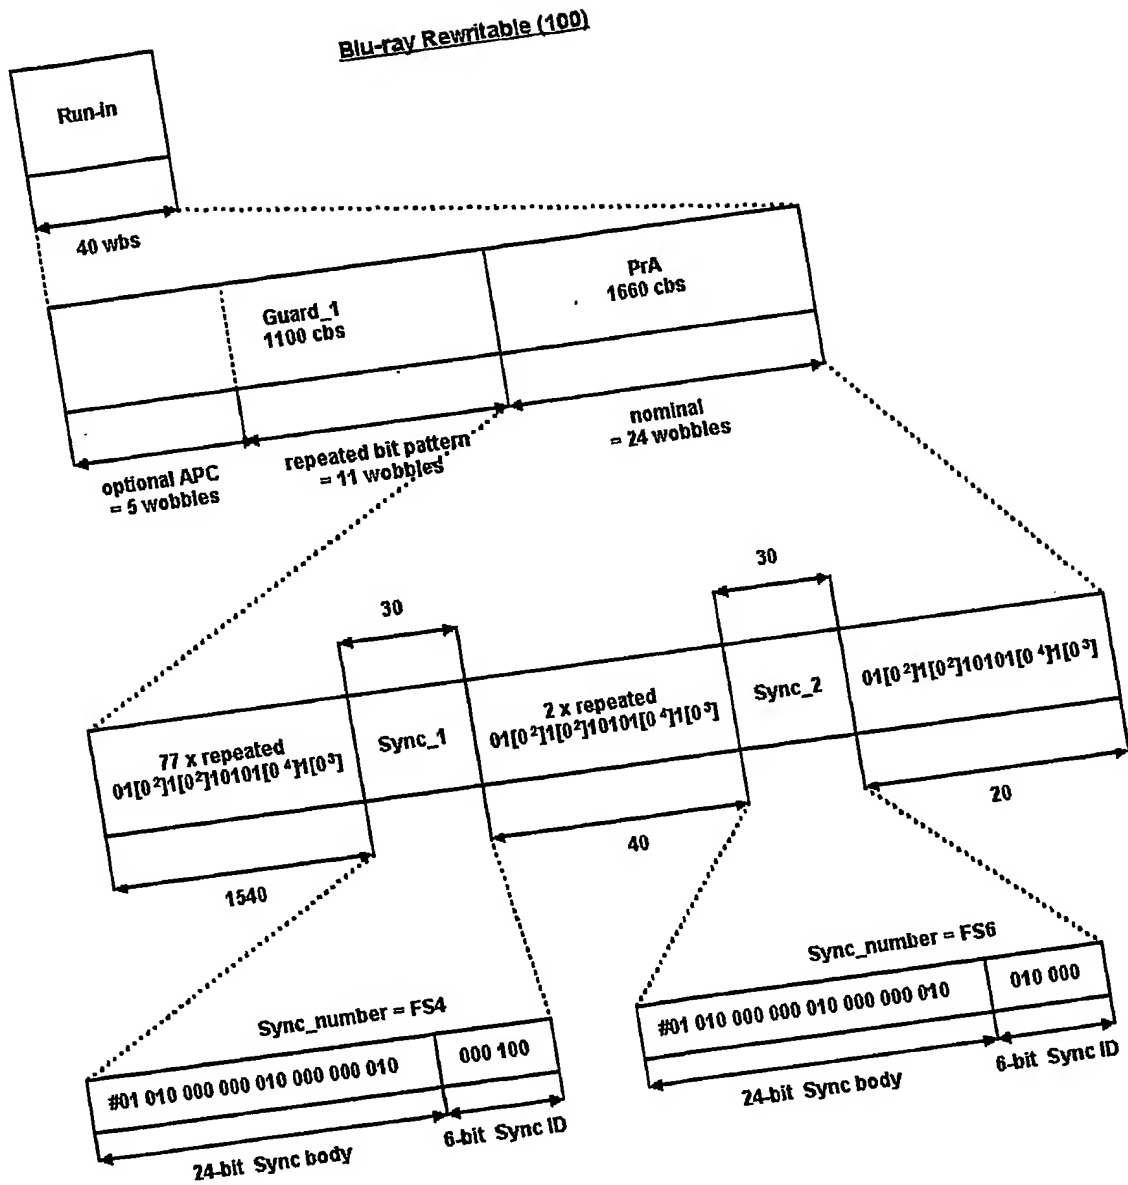 Blu-ray Rewritable (100)
Run-in
40 wbs
Guard_1
1100 cbs
PrA
1660 cbs
optional APC
= 5 wobbles
repeated bit pattern
= 11 wobbles
nominal
= 24 wobbles
30
30
77 x repeated
01[0²]1[0²]10101[0⁴]1[0³]
Sync_1
2 x repeated
01[0²]1[0²]10101[0⁴]1[0³]
Sync_2
01[0²]1[0²]10101[0⁴]1[0³]
1540
40
20
Sync_number = FS4
#01 010 000 000 010 000 000 010
000 100
24-bit Sync body
6-bit Sync ID
Sync_number = FS6
#01 010 000 000 010 000 000 010
010 000
24-bit Sync body
6-bit Sync ID